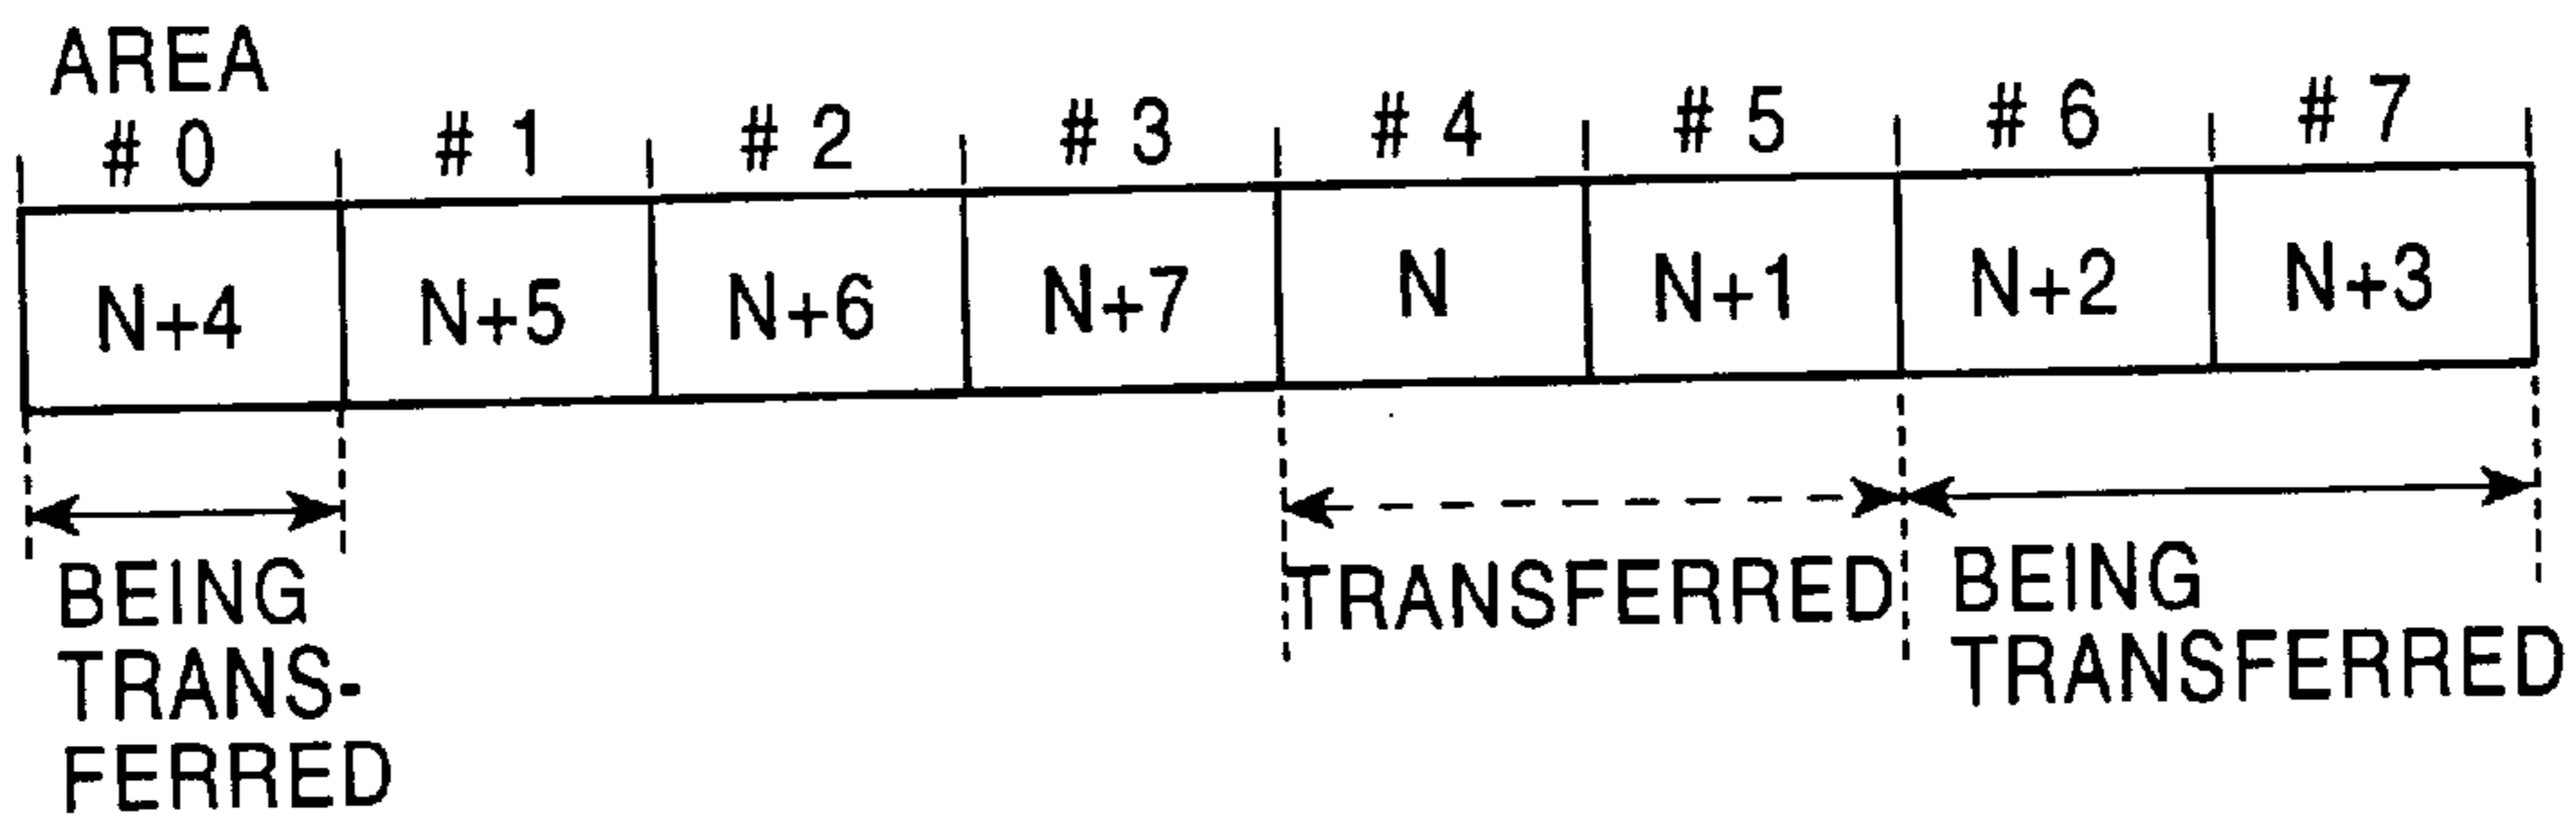 AREA
# 0 # 1 # 2 # 3 # 4 # 5 # 6 # 7
N+4 N+5 N+6 N+7 N N+1 N+2 N+3
BEING
TRANS-
FERRED
TRANSFERRED
BEING
TRANSFERRED